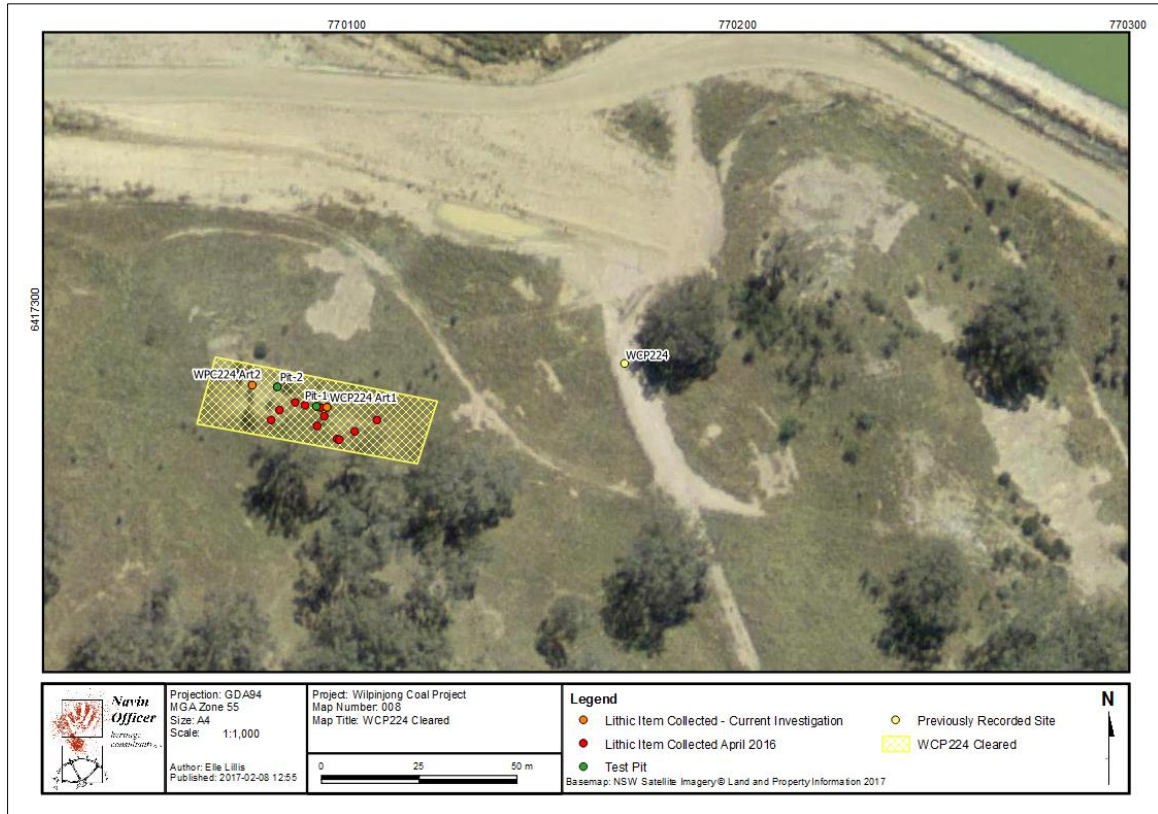 770100
770200
770300
6417300
WCP224
WPC224 Art2
Pit-2
Pit-1
WCP224 Art1
Navin
Officer
heritage
consultants
Projection: GDA94
MGA Zone 55
Size: A4
Scale: 1:1,000
Author: Elle Lillis
Published: 2017-02-08 12:55
Project: Wilpinjong Coal Project
Map Number: 008
Map Title: WCP224 Cleared
0 25 50 m
Legend
Lithic Item Collected - Current Investigation
Lithic Item Collected April 2016
Test Pit
Previously Recorded Site
WCP224 Cleared
N
Basemap: NSW Satellite Imagery © Land and Property Information 2017